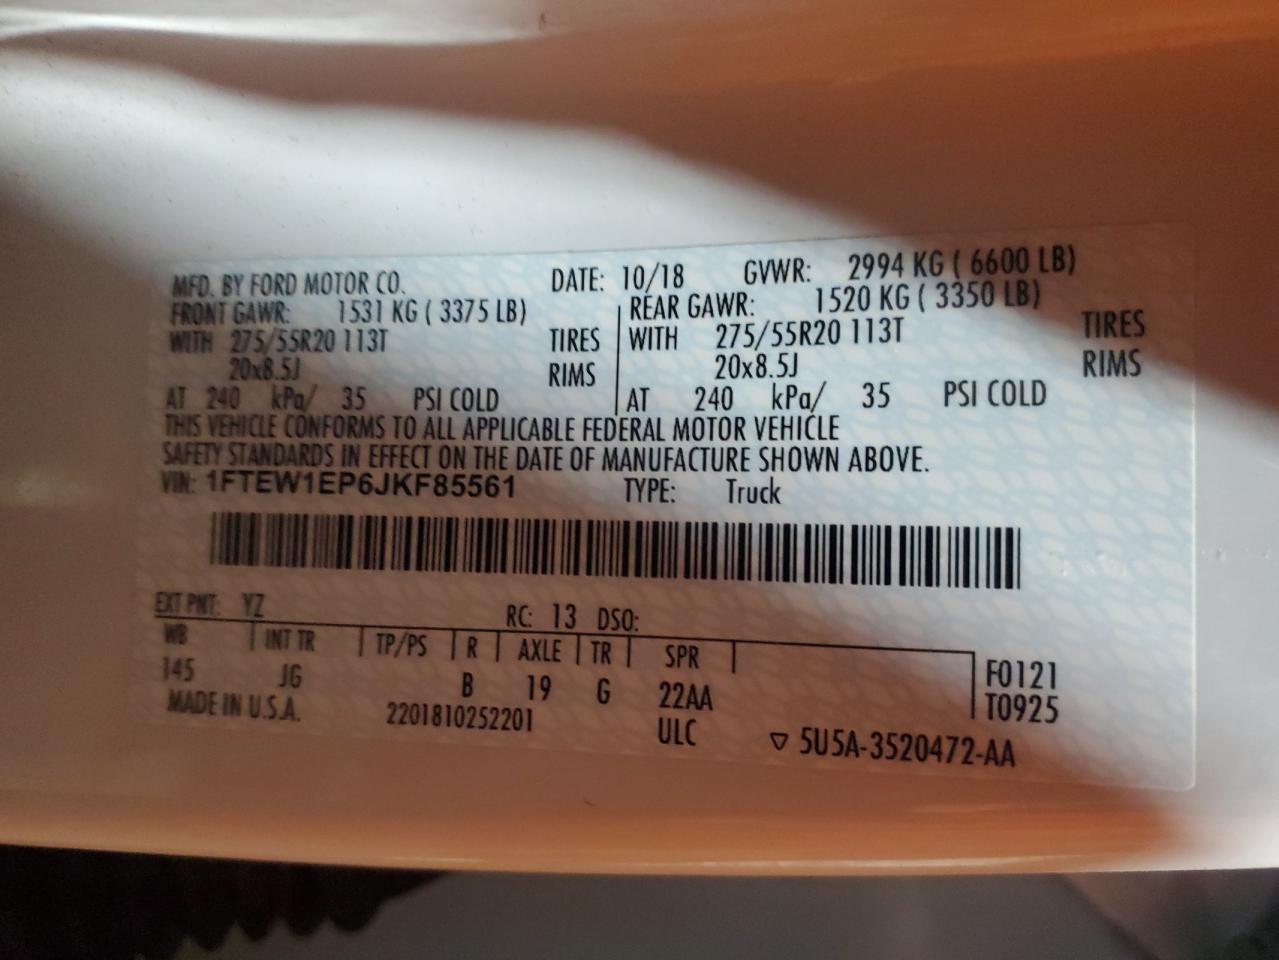 MFD. BY FORD MOTOR CO. DATE: 10/18 GVWR: 2994 KG ( 6600 LB)
FRONT GAWR: 1531 KG ( 3375 LB) REAR GAWR: 1520 KG ( 3350 LB)
WITH 275/55R20 113T TIRES WITH 275/55R20 113T TIRES
20x8.5J RIMS 20x8.5J RIMS
AT 240 kPa/ 35 PSI COLD AT 240 kPa/ 35 PSI COLD
THIS VEHICLE CONFORMS TO ALL APPLICABLE FEDERAL MOTOR VEHICLE
SAFETY STANDARDS IN EFFECT ON THE DATE OF MANUFACTURE SHOWN ABOVE.
VIN: 1FTEW1EP6JKF85561 TYPE: Truck
EXT PNT: YZ RC: 13 DSO:
WB INT TR TP/PS R AXLE TR SPR
145 JG B 19 G 22AA F0121
MADE IN U.S.A. 2201810252201 ULC T0925
▽ 5U5A-3520472-AA